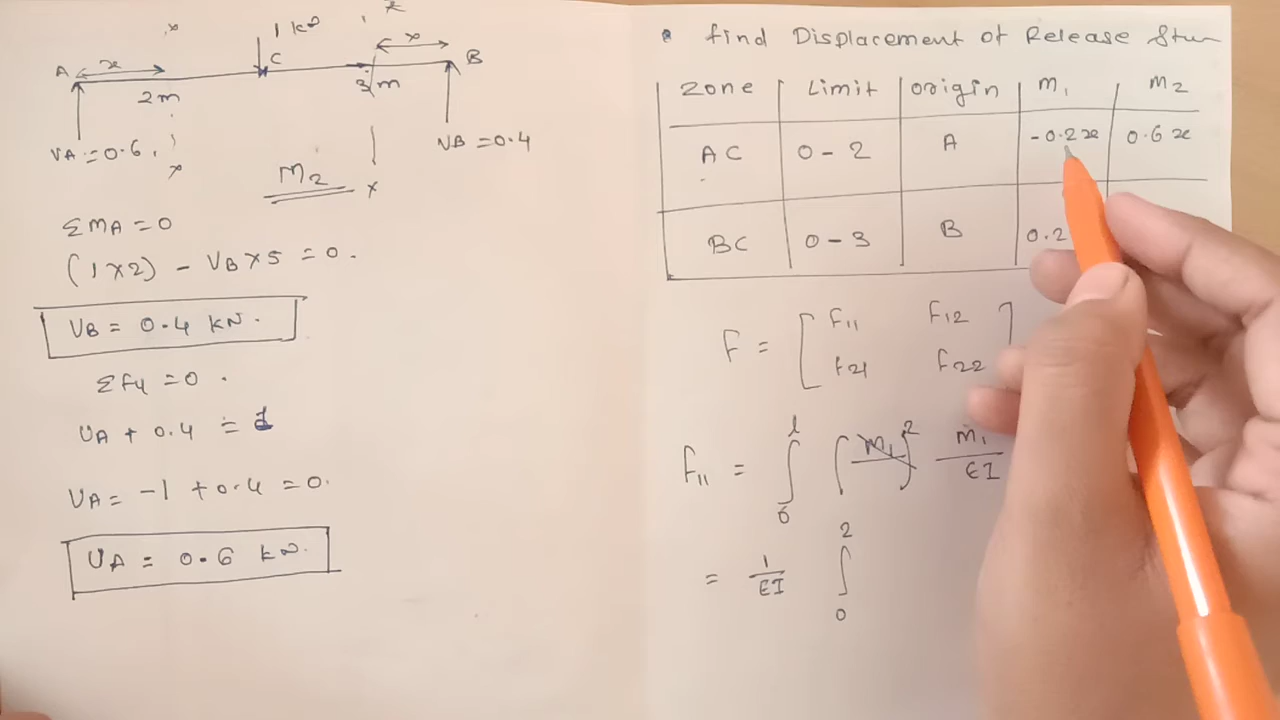 1 kN
A
x
C
x
B
2m
3m
VA = 0.6
VB = 0.4
M2
x
x
ΣMA = 0
(1×2) - VB×5 = 0.
VB = 0.4 kN.
ΣFy = 0.
VA + 0.4 = 1
VA = -1 + 0.4 = 0.
VA = 0.6 kN.
Find Displacement of Release Stru
Zone Limit Origin M1 M2
AC 0 - 2 A -0.2x 0.6x
BC 0 - 3 B 0.2
F = [ F11 F12
F21 F22 ]
F11 = ∫ 0 l M1 / EI
= 1/EI ∫ 0 2